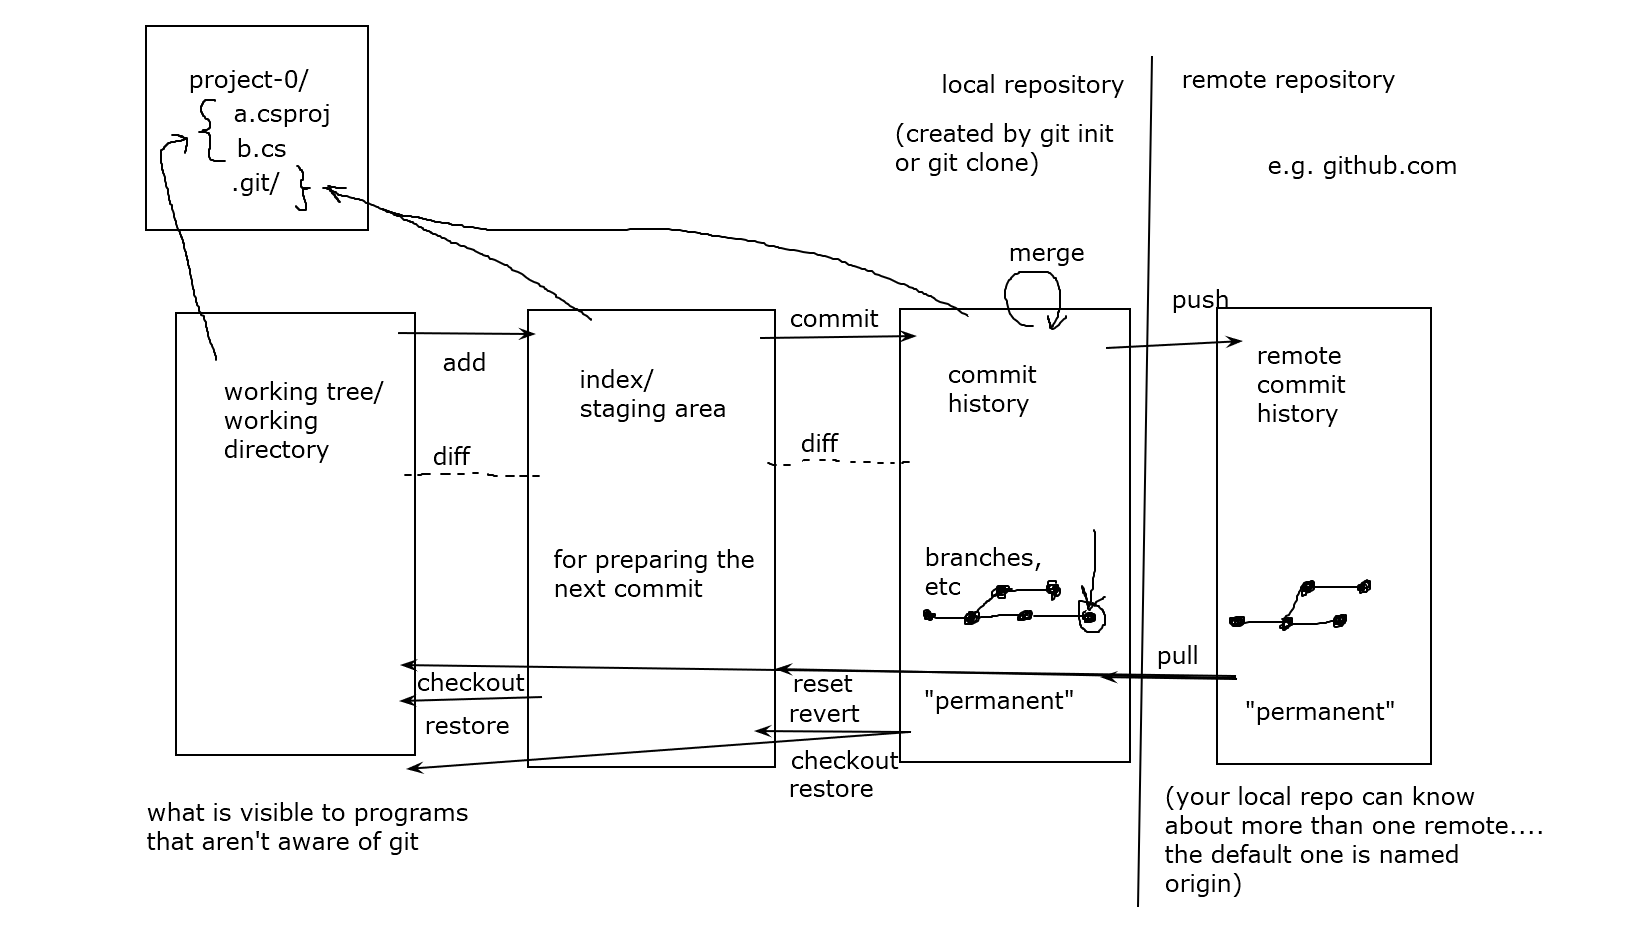 project-0/
a.csproj
b.cs
.git/
local repository
(created by git init
or git clone)
remote repository
e.g. github.com
merge
push
commit
add
working tree/
working
directory
index/
staging area
commit
history
remote
commit
history
diff
diff
for preparing the
next commit
branches,
etc
pull
checkout
restore
reset
revert
checkout
restore
"permanent"
"permanent"
what is visible to programs
that aren't aware of git
(your local repo can know
about more than one remote....
the default one is named
origin)